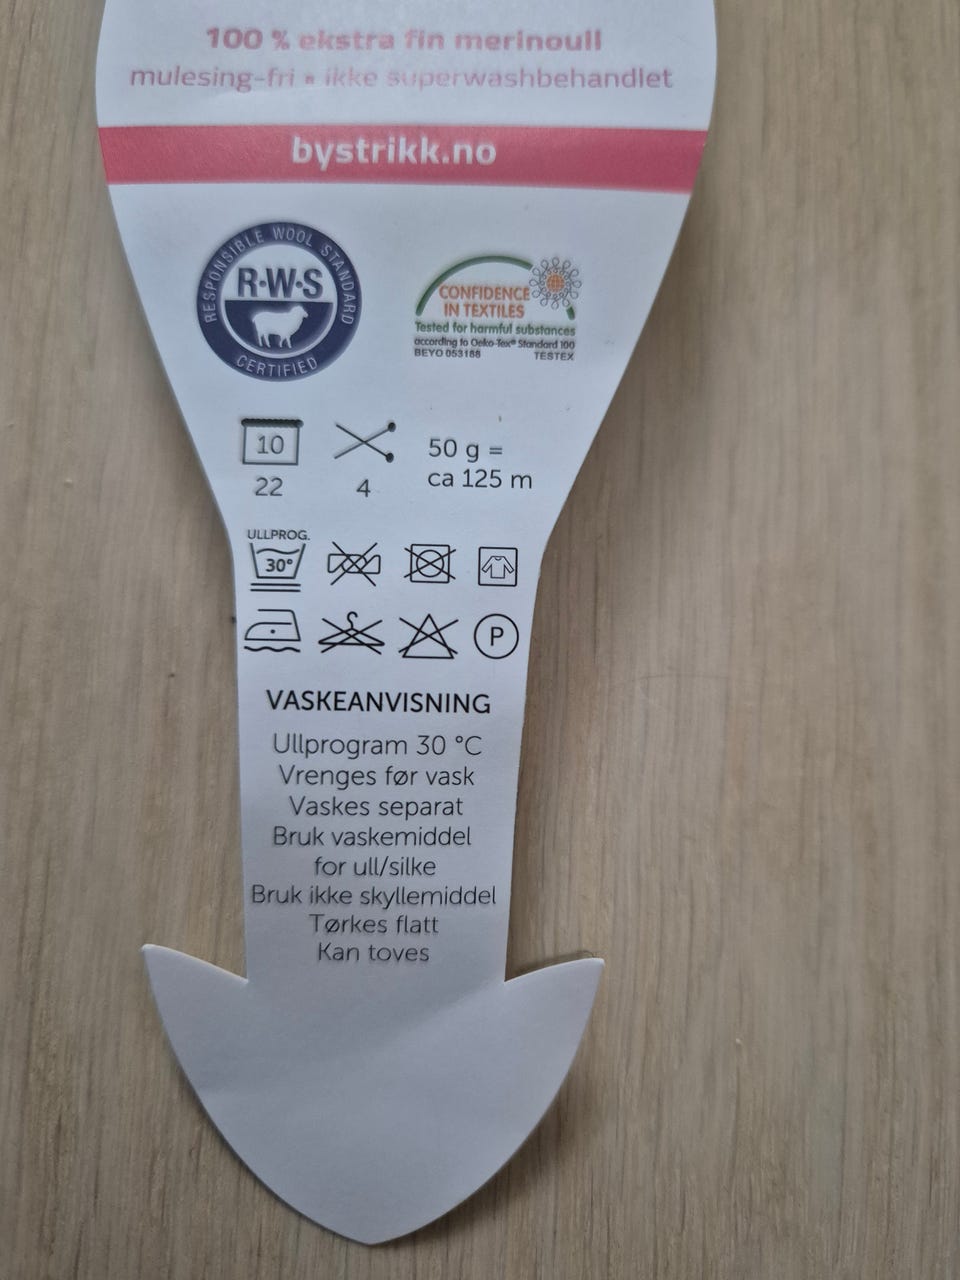 100 % ekstra fin merinoull
mulesing-fri • ikke superwashbehandlet
bystrikk.no
RESPONSIBLE WOOL STANDARD
R·W·S
CERTIFIED
CONFIDENCE
IN TEXTILES
Tested for harmful substances
according to Oeko-Tex® Standard 100
BEYO 053188 TESTEX
10
22
4
50 g =
ca 125 m
ULLPROG.
30°
P
VASKEANVISNING
Ullprogram 30 °C
Vrenges før vask
Vaskes separat
Bruk vaskemiddel
for ull/silke
Bruk ikke skyllemiddel
Tørkes flatt
Kan toves